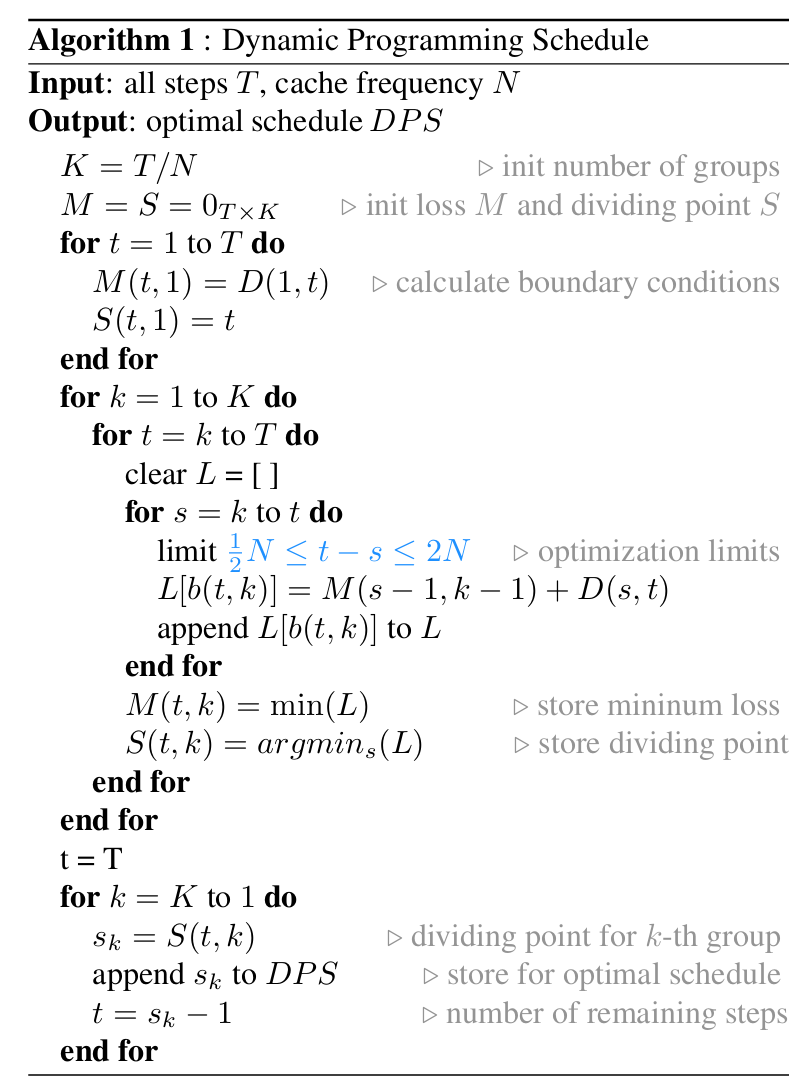 Algorithm 1 : Dynamic Programming Schedule
Input: all steps T, cache frequency N
Output: optimal schedule DPS
K = T/N ▷ init number of groups
M = S = 0_{T×K} ▷ init loss M and dividing point S
for t = 1 to T do
M(t, 1) = D(1, t) ▷ calculate boundary conditions
S(t, 1) = t
end for
for k = 1 to K do
for t = k to T do
clear L = [ ]
for s = k to t do
limit \frac{1}{2}N ≤ t − s ≤ 2N ▷ optimization limits
L[b(t, k)] = M(s − 1, k − 1) + D(s, t)
append L[b(t, k)] to L
end for
M(t, k) = min(L) ▷ store mininum loss
S(t, k) = argmin_s(L) ▷ store dividing point
end for
end for
t = T
for k = K to 1 do
s_k = S(t, k) ▷ dividing point for k-th group
append s_k to DPS ▷ store for optimal schedule
t = s_k − 1 ▷ number of remaining steps
end for